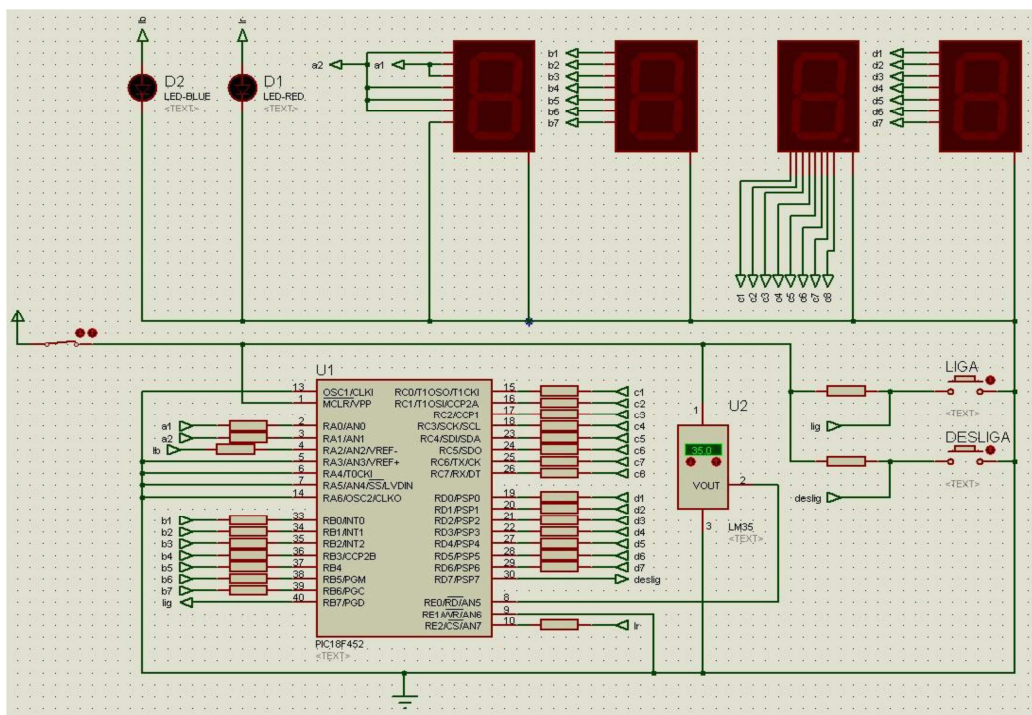 lb
lr
D2
LED-BLUE
<TEXT>
D1
LED-RED
<TEXT>
a2
a1
b1
b2
b3
b4
b5
b6
b7
d1
d2
d3
d4
d5
d6
d7
c1
c2
c3
c4
c5
c6
c7
c8
U1
13
OSC1/CLKI
1
MCLR/VPP
a1
2
RA0/AN0
a2
3
RA1/AN1
lb
4
RA2/AN2/VREF-
5
RA3/AN3/VREF+
6
RA4/T0CKI
7
RA5/AN4/SS/LVDIN
14
RA6/OSC2/CLKO
b1
33
RB0/INT0
b2
34
RB1/INT1
b3
35
RB2/INT2
b4
36
RB3/CCP2B
b5
37
RB4
b6
38
RB5/PGM
b7
39
RB6/PGC
lig
40
RB7/PGD
RC0/T1OSO/T1CKI
15
c1
RC1/T1OSI/CCP2A
16
c2
RC2/CCP1
17
c3
RC3/SCK/SCL
18
c4
RC4/SDI/SDA
23
c5
RC5/SDO
24
c6
RC6/TX/CK
25
c7
RC7/RX/DT
26
c8
RD0/PSP0
19
d1
RD1/PSP1
20
d2
RD2/PSP2
21
d3
RD3/PSP3
22
d4
RD4/PSP4
27
d5
RD5/PSP5
28
d6
RD6/PSP6
29
d7
RD7/PSP7
30
deslig
RE0/RD/AN5
8
RE1/WR/AN6
9
RE2/CS/AN7
10
lr
PIC18F452
<TEXT>
U2
1
35.0
VOUT
2
3
LM35
<TEXT>
LIGA
<TEXT>
lig
DESLIGA
<TEXT>
deslig